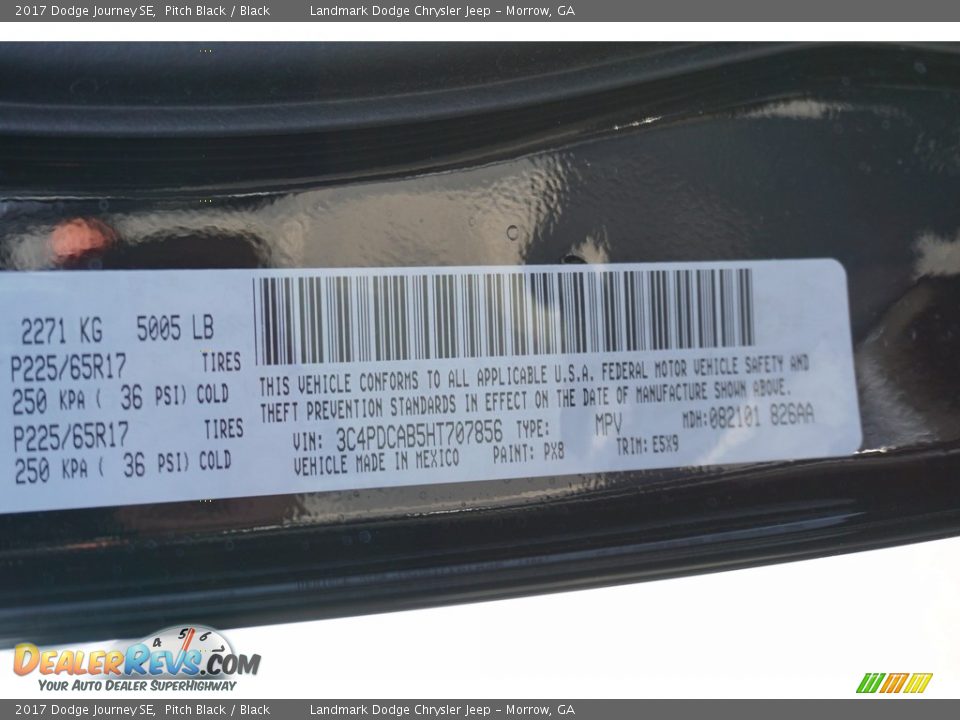 2017 Dodge Journey SE,  Pitch Black / Black    Landmark Dodge Chrysler Jeep - Morrow, GA
2271 KG 5005 LB
P225/65R17 TIRES
250 KPA ( 36 PSI) COLD
P225/65R17 TIRES
250 KPA ( 36 PSI) COLD
THIS VEHICLE CONFORMS TO ALL APPLICABLE U.S.A. FEDERAL MOTOR VEHICLE SAFETY AND
THEFT PREVENTION STANDARDS IN EFFECT ON THE DATE OF MANUFACTURE SHOWN ABOVE.
VIN: 3C4PDCAB5HT707856 TYPE: MPV MDH:082101 826AA
VEHICLE MADE IN MEXICO PAINT: PX8 TRIM: E5X9
4 5 6
DEALERREVS.COM
YOUR AUTO DEALER SUPERHIGHWAY
2017 Dodge Journey SE,  Pitch Black / Black    Landmark Dodge Chrysler Jeep - Morrow, GA